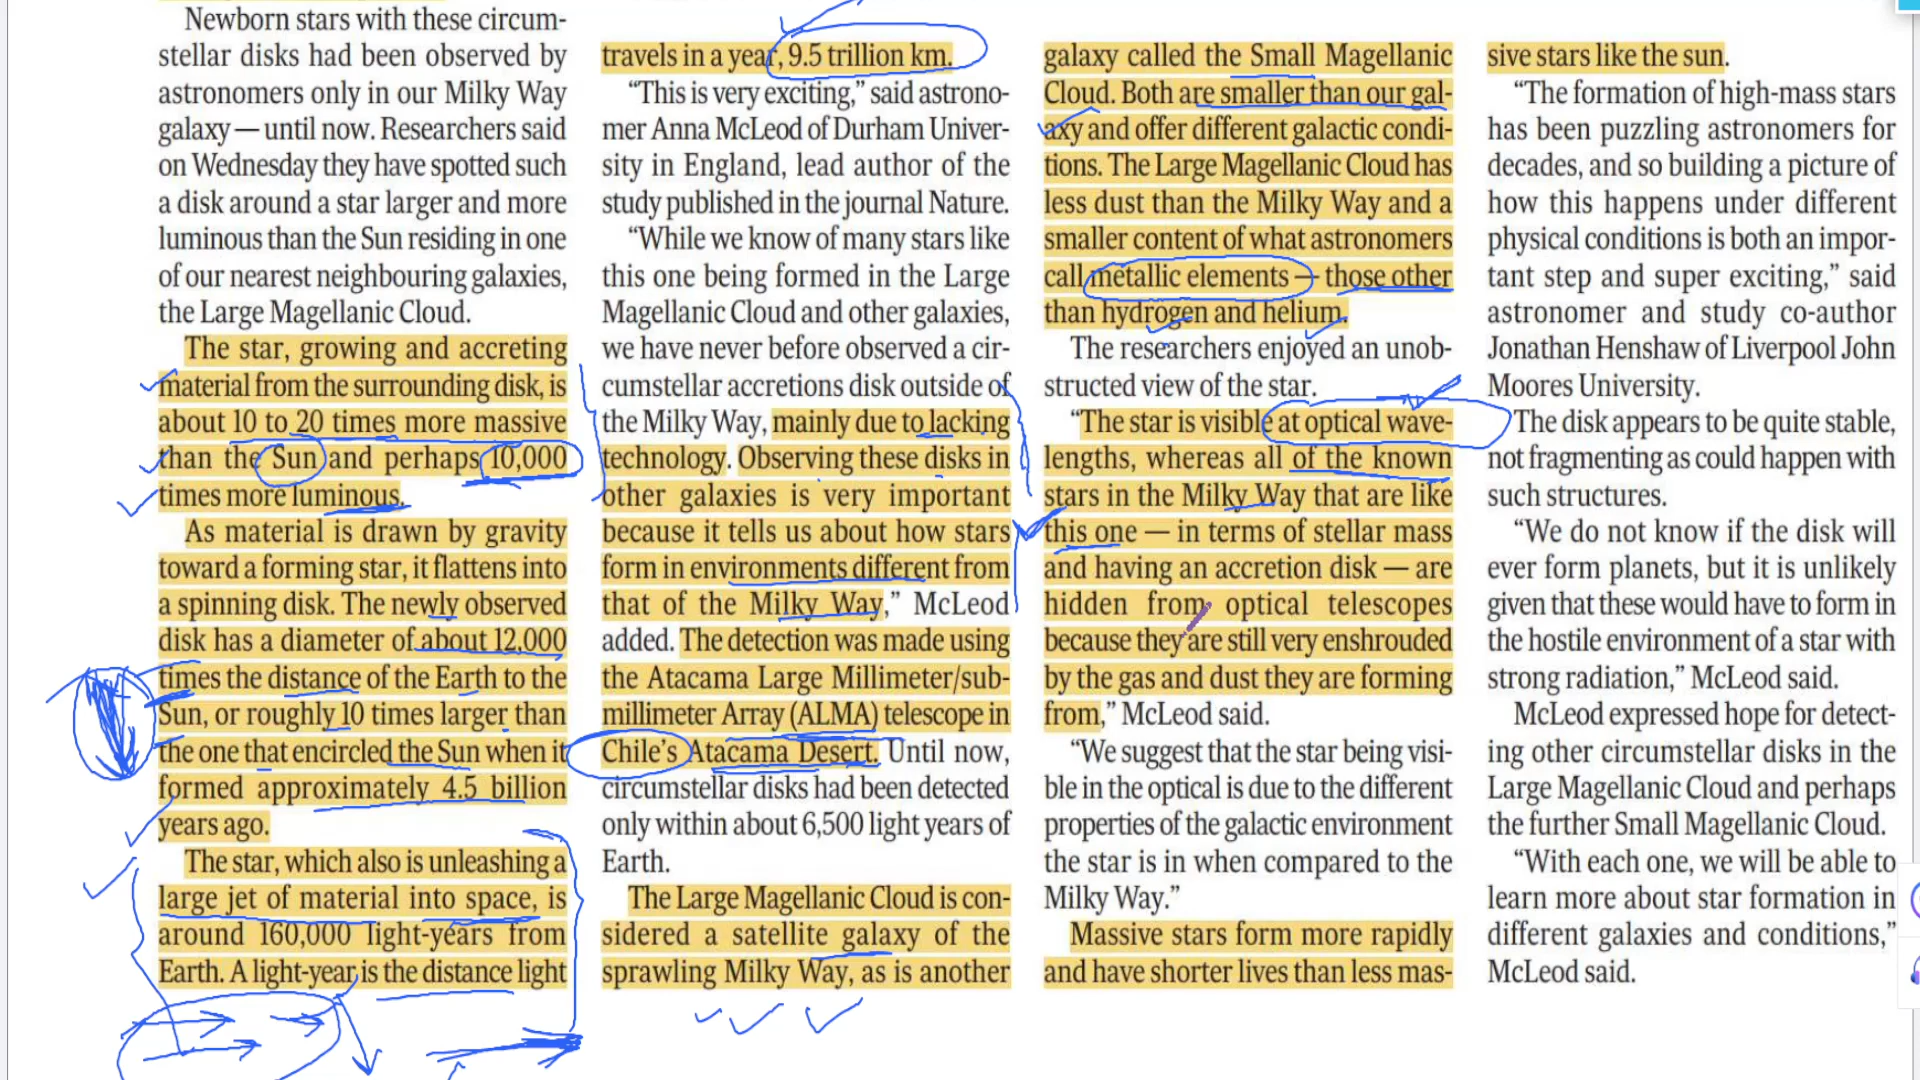 Newborn stars with these circum-
stellar disks had been observed by
astronomers only in our Milky Way
galaxy — until now. Researchers said
on Wednesday they have spotted such
a disk around a star larger and more
luminous than the Sun residing in one
of our nearest neighbouring galaxies,
the Large Magellanic Cloud.
The star, growing and accreting
material from the surrounding disk, is
about 10 to 20 times more massive
than the Sun and perhaps 10,000
times more luminous.
As material is drawn by gravity
toward a forming star, it flattens into
a spinning disk. The newly observed
disk has a diameter of about 12,000
times the distance of the Earth to the
Sun, or roughly 10 times larger than
the one that encircled the Sun when it
formed approximately 4.5 billion
years ago.
The star, which also is unleashing a
large jet of material into space, is
around 160,000 light-years from
Earth. A light-year is the distance light
travels in a year, 9.5 trillion km.
“This is very exciting,” said astrono-
mer Anna McLeod of Durham Univer-
sity in England, lead author of the
study published in the journal Nature.
“While we know of many stars like
this one being formed in the Large
Magellanic Cloud and other galaxies,
we have never before observed a cir-
cumstellar accretions disk outside of
the Milky Way, mainly due to lacking
technology. Observing these disks in
other galaxies is very important
because it tells us about how stars
form in environments different from
that of the Milky Way,” McLeod
added. The detection was made using
the Atacama Large Millimeter/sub-
millimeter Array (ALMA) telescope in
Chile’s Atacama Desert. Until now,
circumstellar disks had been detected
only within about 6,500 light years of
Earth.
The Large Magellanic Cloud is con-
sidered a satellite galaxy of the
sprawling Milky Way, as is another
galaxy called the Small Magellanic
Cloud. Both are smaller than our gal-
axy and offer different galactic condi-
tions. The Large Magellanic Cloud has
less dust than the Milky Way and a
smaller content of what astronomers
call metallic elements — those other
than hydrogen and helium.
The researchers enjoyed an unob-
structed view of the star.
“The star is visible at optical wave-
lengths, whereas all of the known
stars in the Milky Way that are like
this one — in terms of stellar mass
and having an accretion disk — are
hidden from optical telescopes
because they are still very enshrouded
by the gas and dust they are forming
from,” McLeod said.
“We suggest that the star being visi-
ble in the optical is due to the different
properties of the galactic environment
the star is in when compared to the
Milky Way.”
Massive stars form more rapidly
and have shorter lives than less mas-
sive stars like the sun.
“The formation of high-mass stars
has been puzzling astronomers for
decades, and so building a picture of
how this happens under different
physical conditions is both an impor-
tant step and super exciting,” said
astronomer and study co-author
Jonathan Henshaw of Liverpool John
Moores University.
The disk appears to be quite stable,
not fragmenting as could happen with
such structures.
“We do not know if the disk will
ever form planets, but it is unlikely
given that these would have to form in
the hostile environment of a star with
strong radiation,” McLeod said.
McLeod expressed hope for detect-
ing other circumstellar disks in the
Large Magellanic Cloud and perhaps
the further Small Magellanic Cloud.
“With each one, we will be able to
learn more about star formation in
different galaxies and conditions,”
McLeod said.